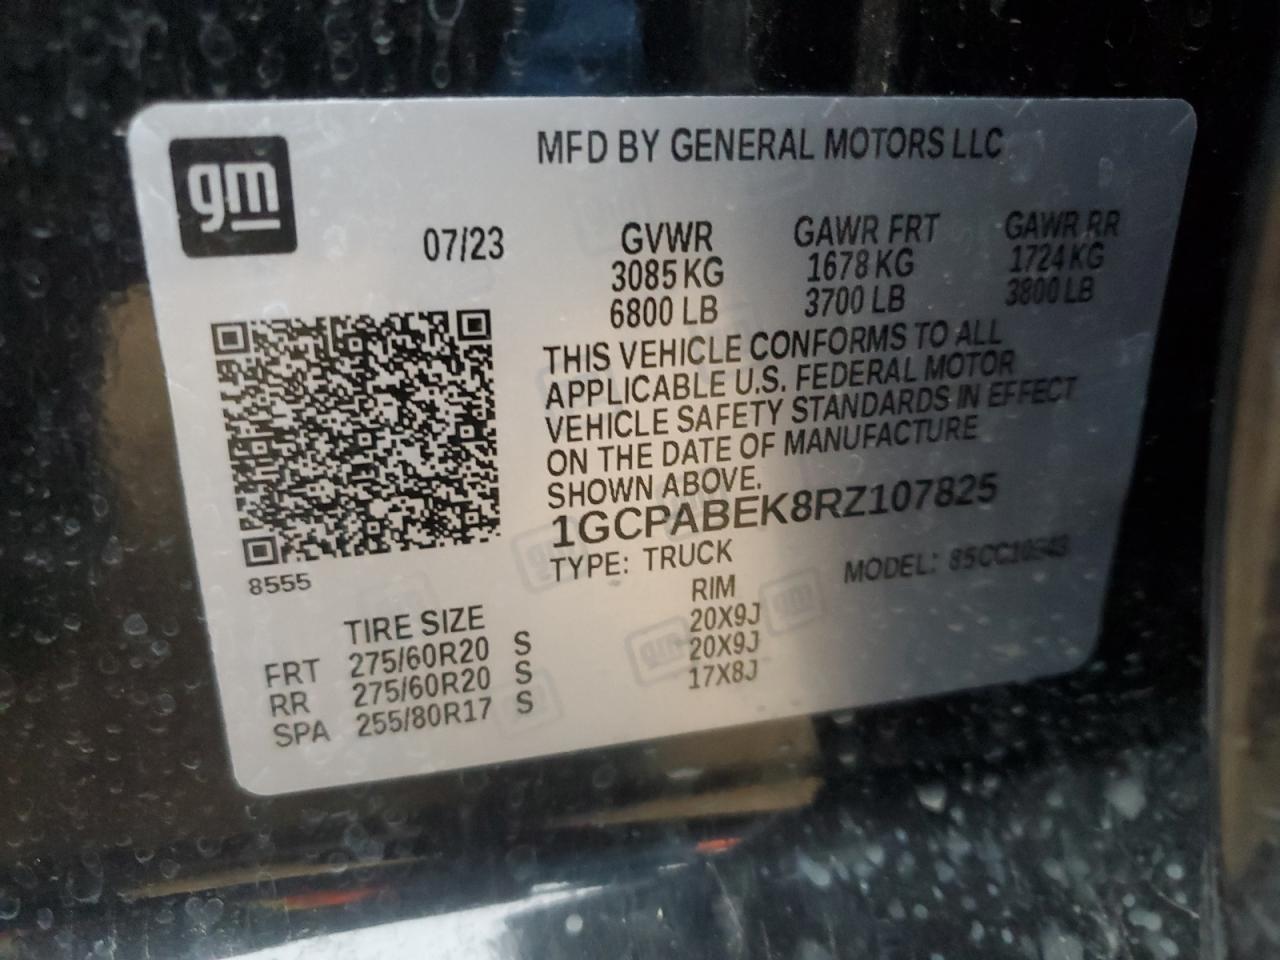 gm
MFD BY GENERAL MOTORS LLC
07/23
GVWR GAWR FRT GAWR RR
3085 KG 1678 KG 1724 KG
6800 LB 3700 LB 3800 LB
THIS VEHICLE CONFORMS TO ALL
APPLICABLE U.S. FEDERAL MOTOR
VEHICLE SAFETY STANDARDS IN EFFECT
ON THE DATE OF MANUFACTURE
SHOWN ABOVE.
1GCPABEK8RZ107825
TYPE: TRUCK MODEL:
8555
TIRE SIZE RIM
FRT 275/60R20 S 20X9J
RR 275/60R20 S 20X9J
SPA 255/80R17 S 17X8J